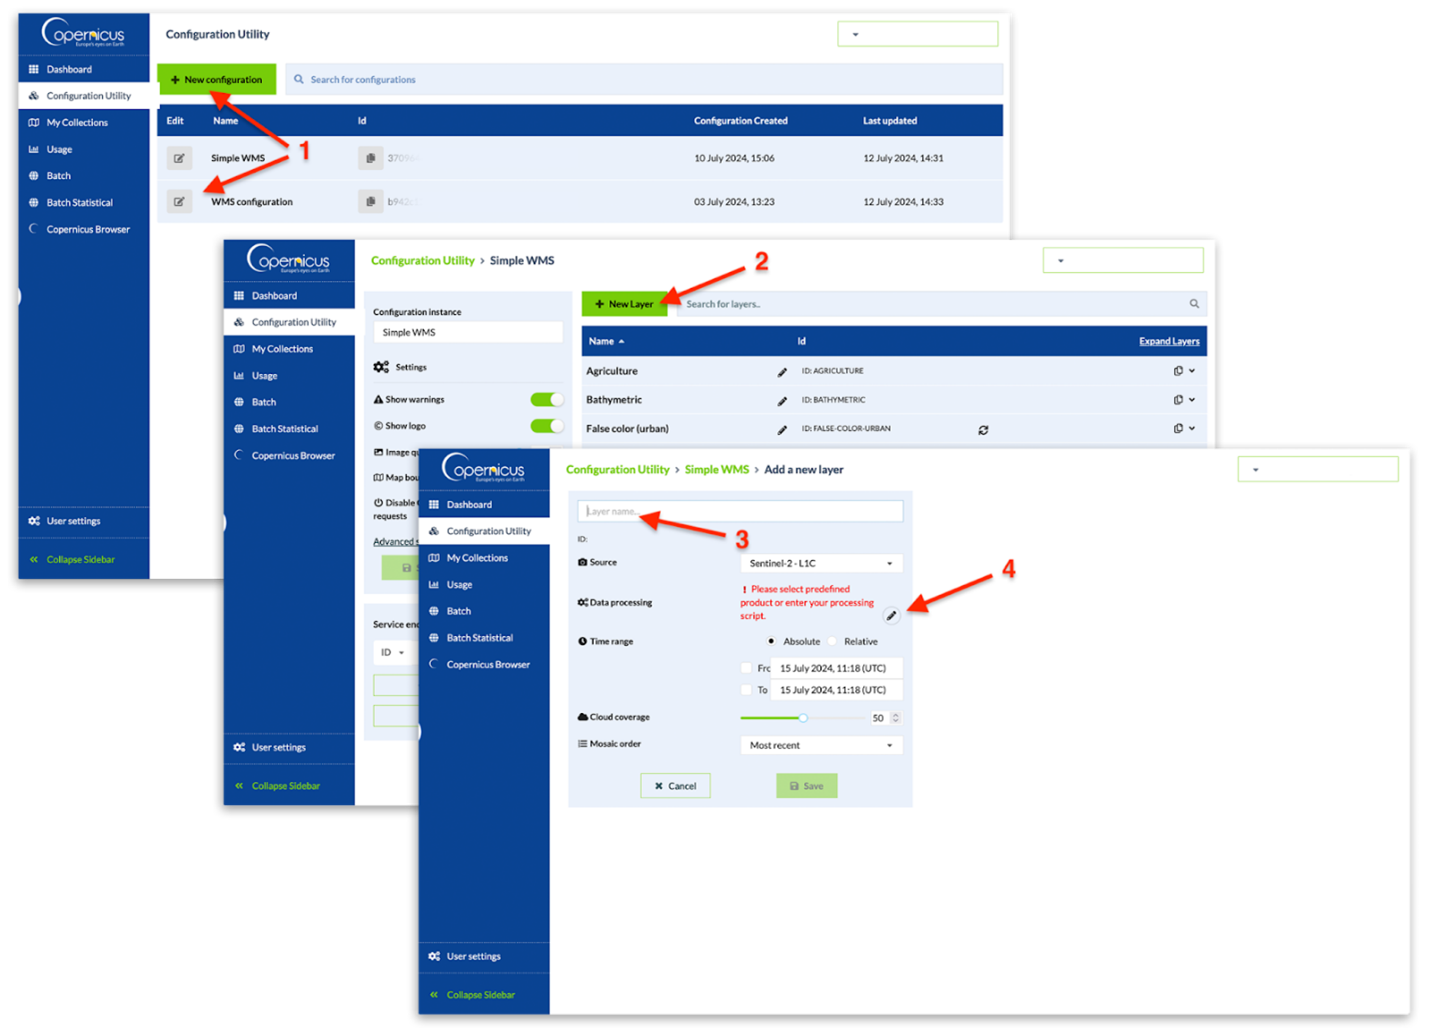 Copernicus
Europe's eyes on Earth
Configuration Utility
Dashboard
Configuration Utility
My Collections
Usage
Batch
Batch Statistical
Copernicus Browser
User settings
Collapse Sidebar
+ New configuration
Search for configurations
Edit Name Id Configuration Created Last updated
Simple WMS 3709 10 July 2024, 15:06 12 July 2024, 14:31
WMS configuration b942 03 July 2024, 13:23 12 July 2024, 14:33
1
Copernicus
Europe's eyes on Earth
Configuration Utility > Simple WMS
Dashboard
Configuration Utility
My Collections
Usage
Batch
Batch Statistical
Copernicus Browser
User settings
Collapse Sidebar
Configuration instance
Simple WMS
Settings
Show warnings
Show logo
Image qu
Map bou
Disable
requests
Advanced s
Service end
ID
2
+ New Layer
Search for layers..
Name Id Expand Layers
Agriculture ID: AGRICULTURE
Bathymetric ID: BATHYMETRIC
False color (urban) ID: FALSE-COLOR-URBAN
Copernicus
Europe's eyes on Earth
Configuration Utility > Simple WMS > Add a new layer
Dashboard
Configuration Utility
My Collections
Usage
Batch
Batch Statistical
Copernicus Browser
User settings
Collapse Sidebar
Layer name...
3
ID:
Source Sentinel-2 - L1C
Data processing
! Please select predefined
product or enter your processing
script.
4
Time range Absolute Relative
Fro 15 July 2024, 11:18 (UTC)
To 15 July 2024, 11:18 (UTC)
Cloud coverage 50
Mosaic order Most recent
Cancel Save